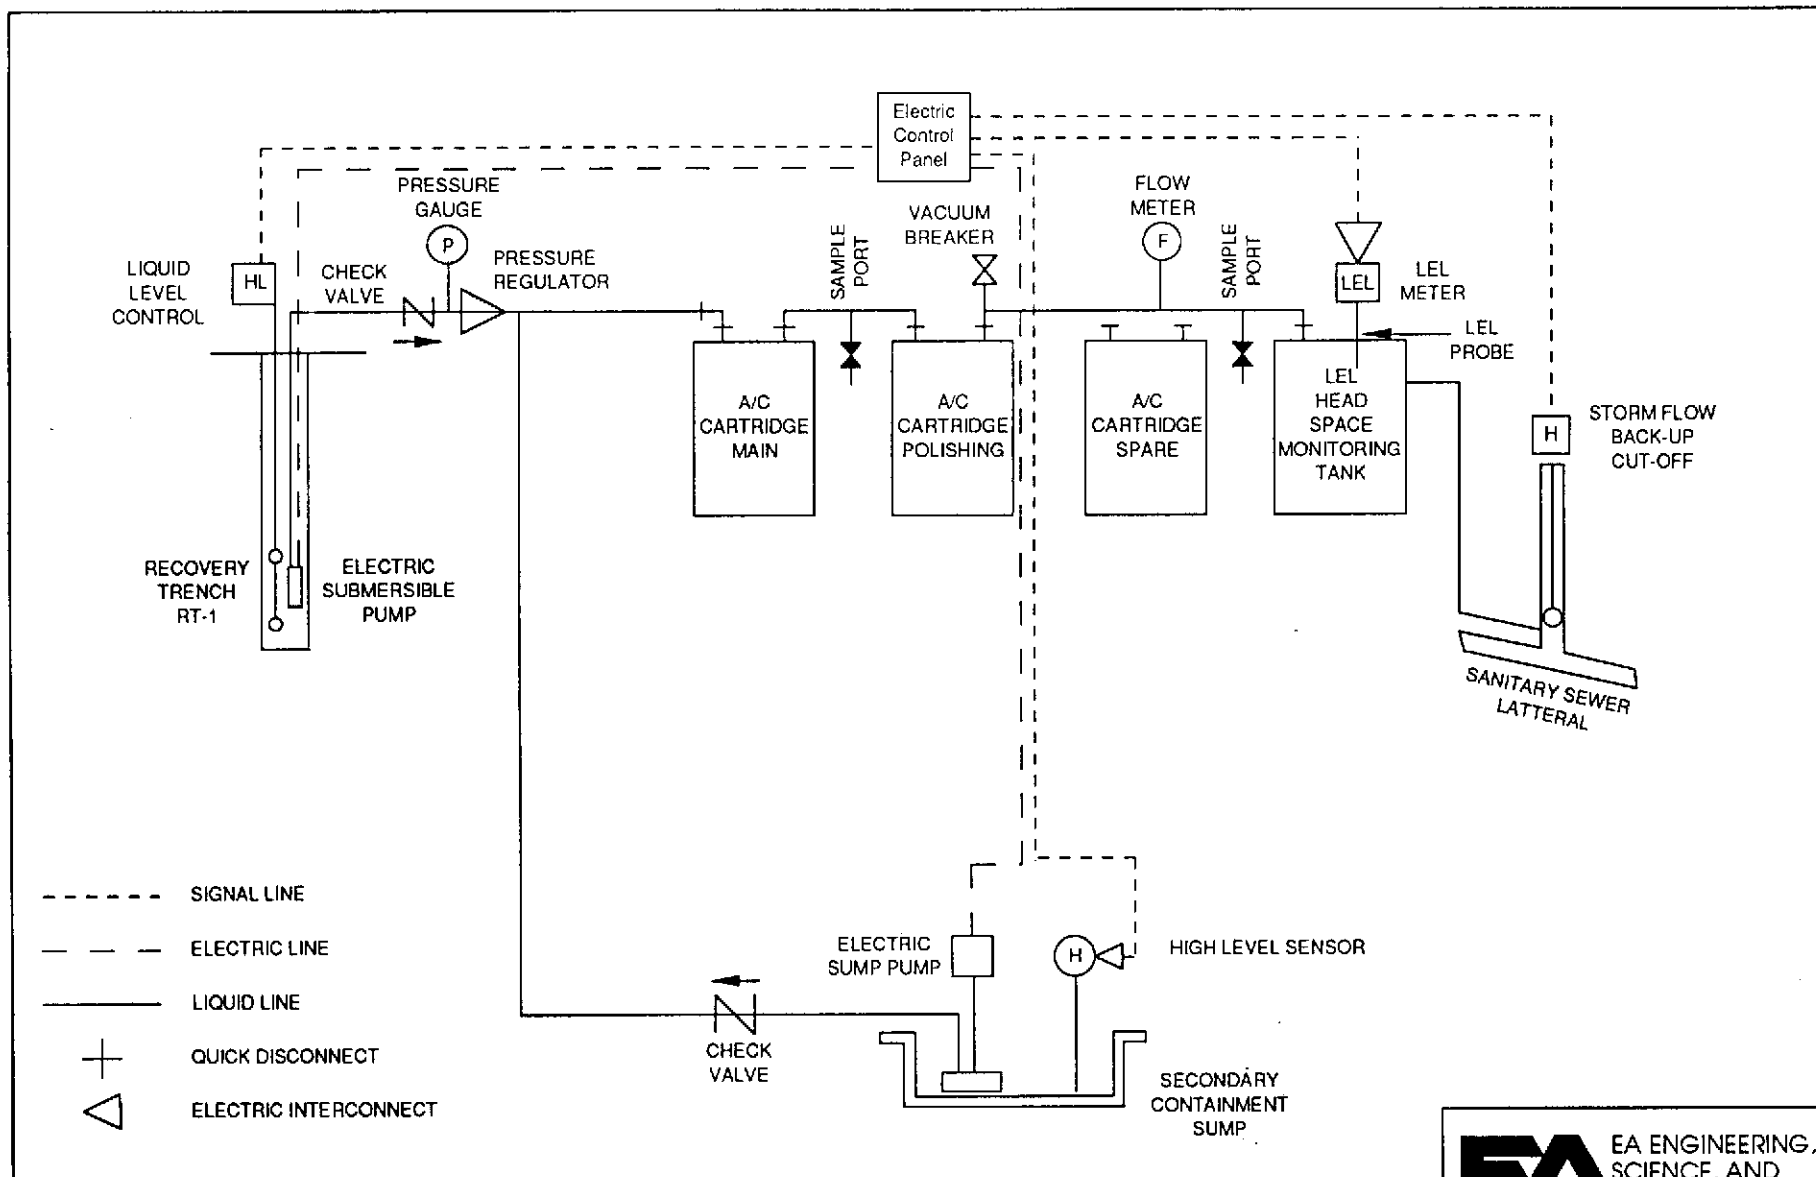 Electric
Control
Panel
PRESSURE
GAUGE
P
PRESSURE
REGULATOR
LIQUID
LEVEL
CONTROL
HL
CHECK
VALVE
SAMPLE
PORT
VACUUM
BREAKER
FLOW
METER
F
SAMPLE
PORT
LEL
LEL
METER
LEL
PROBE
A/C
CARTRIDGE
MAIN
A/C
CARTRIDGE
POLISHING
A/C
CARTRIDGE
SPARE
LEL
HEAD
SPACE
MONITORING
TANK
H
STORM FLOW
BACK-UP
CUT-OFF
RECOVERY
TRENCH
RT-1
ELECTRIC
SUBMERSIBLE
PUMP
SANITARY SEWER
LATTERAL
SIGNAL LINE
ELECTRIC LINE
LIQUID LINE
QUICK DISCONNECT
ELECTRIC INTERCONNECT
ELECTRIC
SUMP PUMP
H
HIGH LEVEL SENSOR
CHECK
VALVE
SECONDARY
CONTAINMENT
SUMP
EA
EA ENGINEERING,
SCIENCE, AND